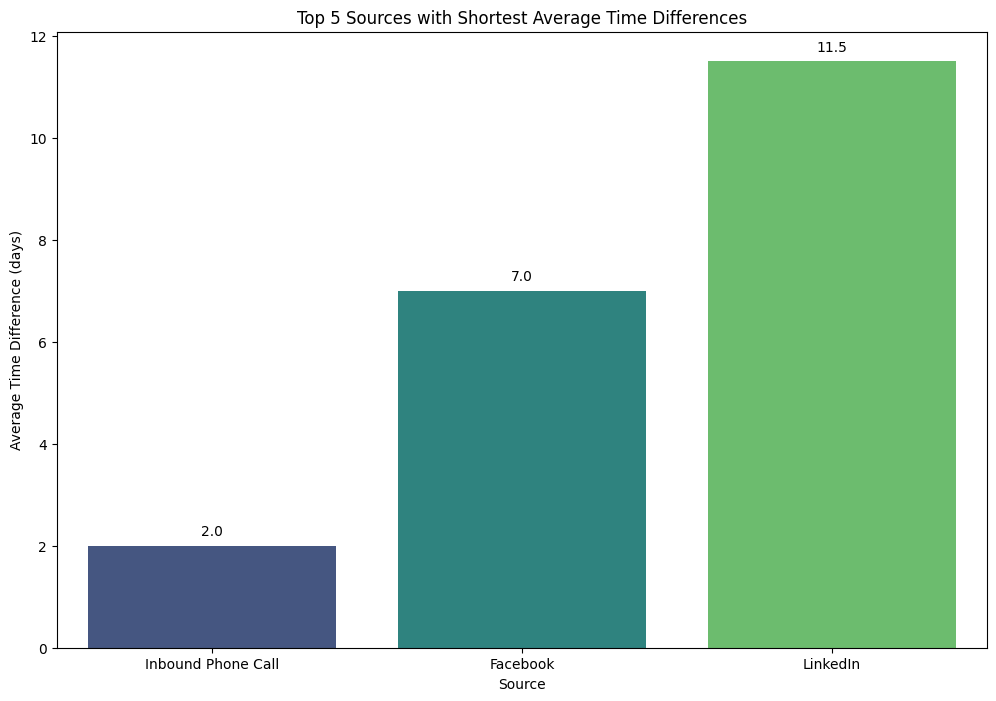 Top 5 Sources with Shortest Average Time Differences
12
10
8
6
4
2
0
Average Time Difference (days)
2.0
7.0
11.5
Inbound Phone Call
Facebook
LinkedIn
Source